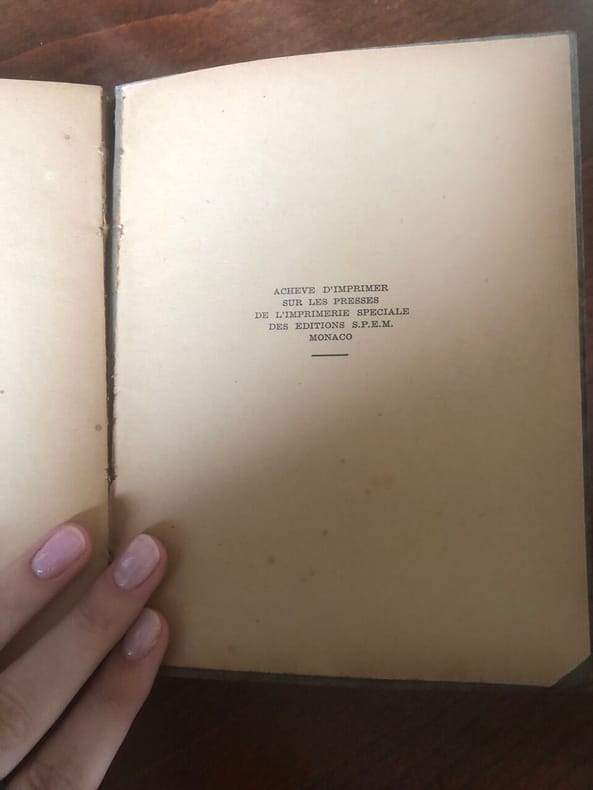 ACHEVE D'IMPRIMER
SUR LES PRESSES
DE L'IMPRIMERIE SPECIALE
DES EDITIONS S.P.E.M.
MONACO